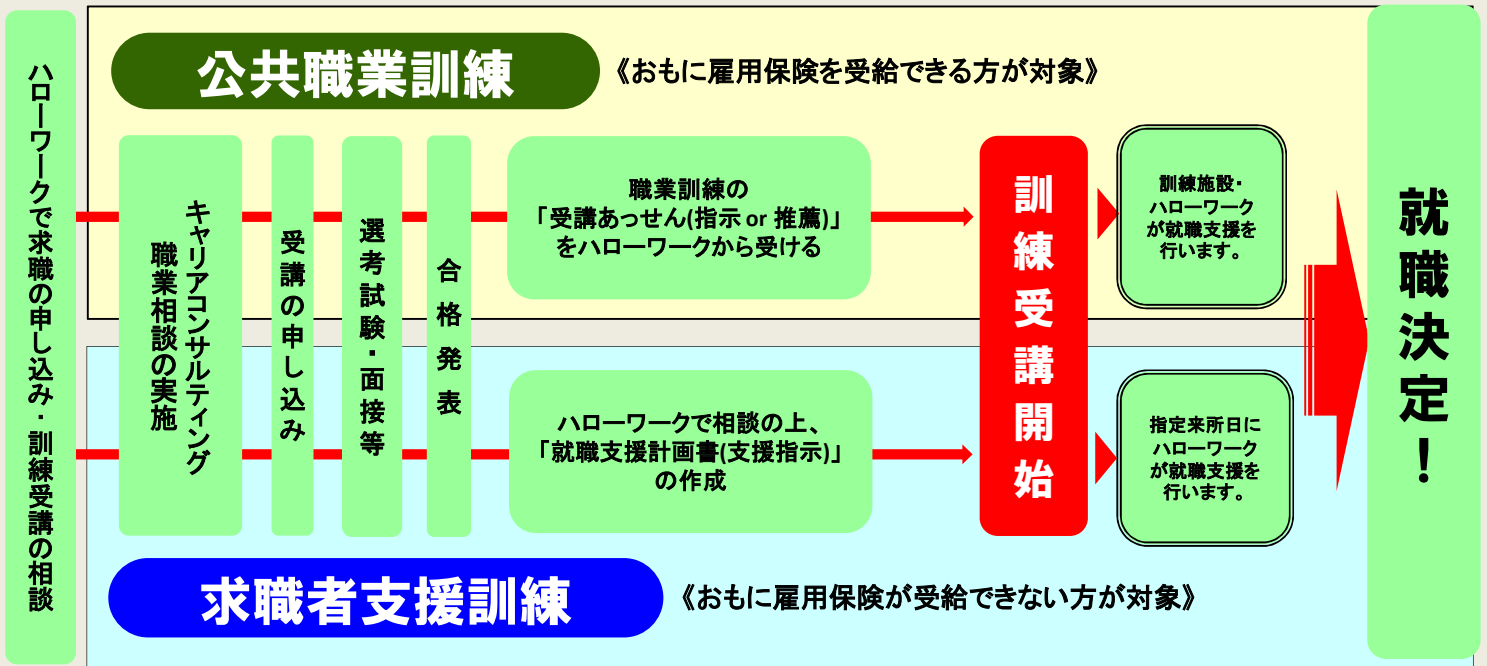 ハローワークで求職の申し込み・訓練受講の相談
公共職業訓練
《おもに雇用保険を受給できる方が対象》
キャリアコンサルティング
職業相談の実施
受講の申し込み
選考試験・面接等
合格発表
職業訓練の
「受講あっせん(指示 or 推薦)」
をハローワークから受ける
ハローワークで相談の上、
「就職支援計画書(支援指示)」
の作成
訓練受講開始
訓練施設・
ハローワーク
が就職支援を
行います。
指定来所日に
ハローワーク
が就職支援を
行います。
就職決定！
求職者支援訓練
《おもに雇用保険が受給できない方が対象》